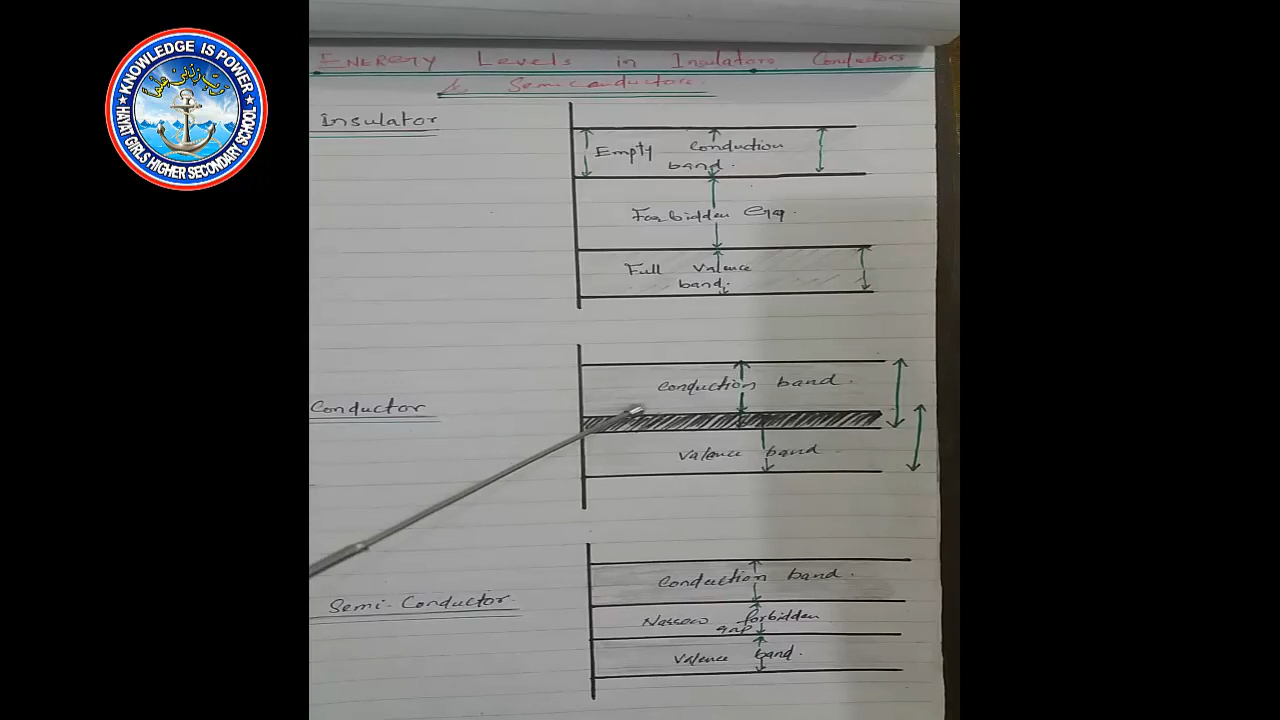 KNOWLEDGE IS POWER
HAYAT GIRLS HIGHER SECONDARY SCHOOL
ENERGY Levels in Insulators Conductors
& Semiconductors.
Insulator
Empty Conduction
band.
Forbidden
Full Valence
band.
Conductor
Conduction band.
Valence band.
Semi-Conductor.
Conduction band.
Narrow forbidden
gap
Valence band.